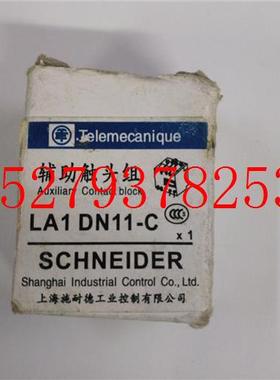 Telemecanique
辅助触头组
Auxiliary Contact block
15279378253
LA1 DN11-C
x 1
SCHNEIDER
Shanghai Industrial Control Co., Ltd.
上海施耐德工业控制有限公司